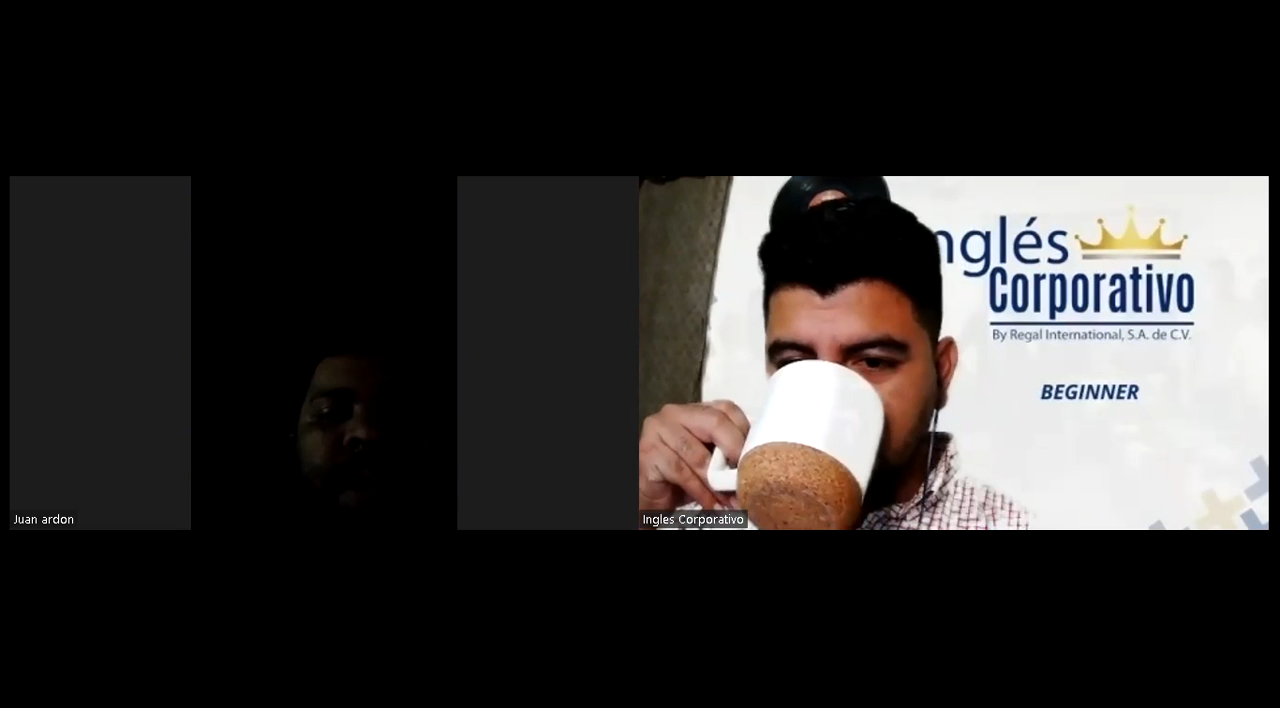 nglés
Corporativo
By Regal International, S.A. de C.V.
BEGINNER
Juan ardon
Ingles Corporativo